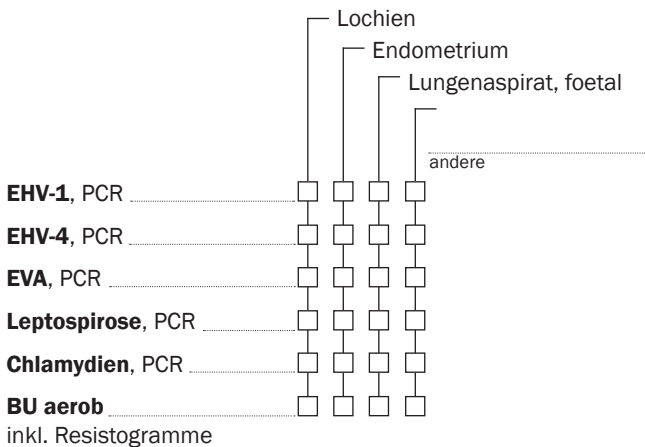 Lochien
Endometrium
Lungenaspirat, foetal
andere
EHV-1, PCR
EHV-4, PCR
EVA, PCR
Leptospirose, PCR
Chlamydien, PCR
BU aerob
inkl. Resistogramme